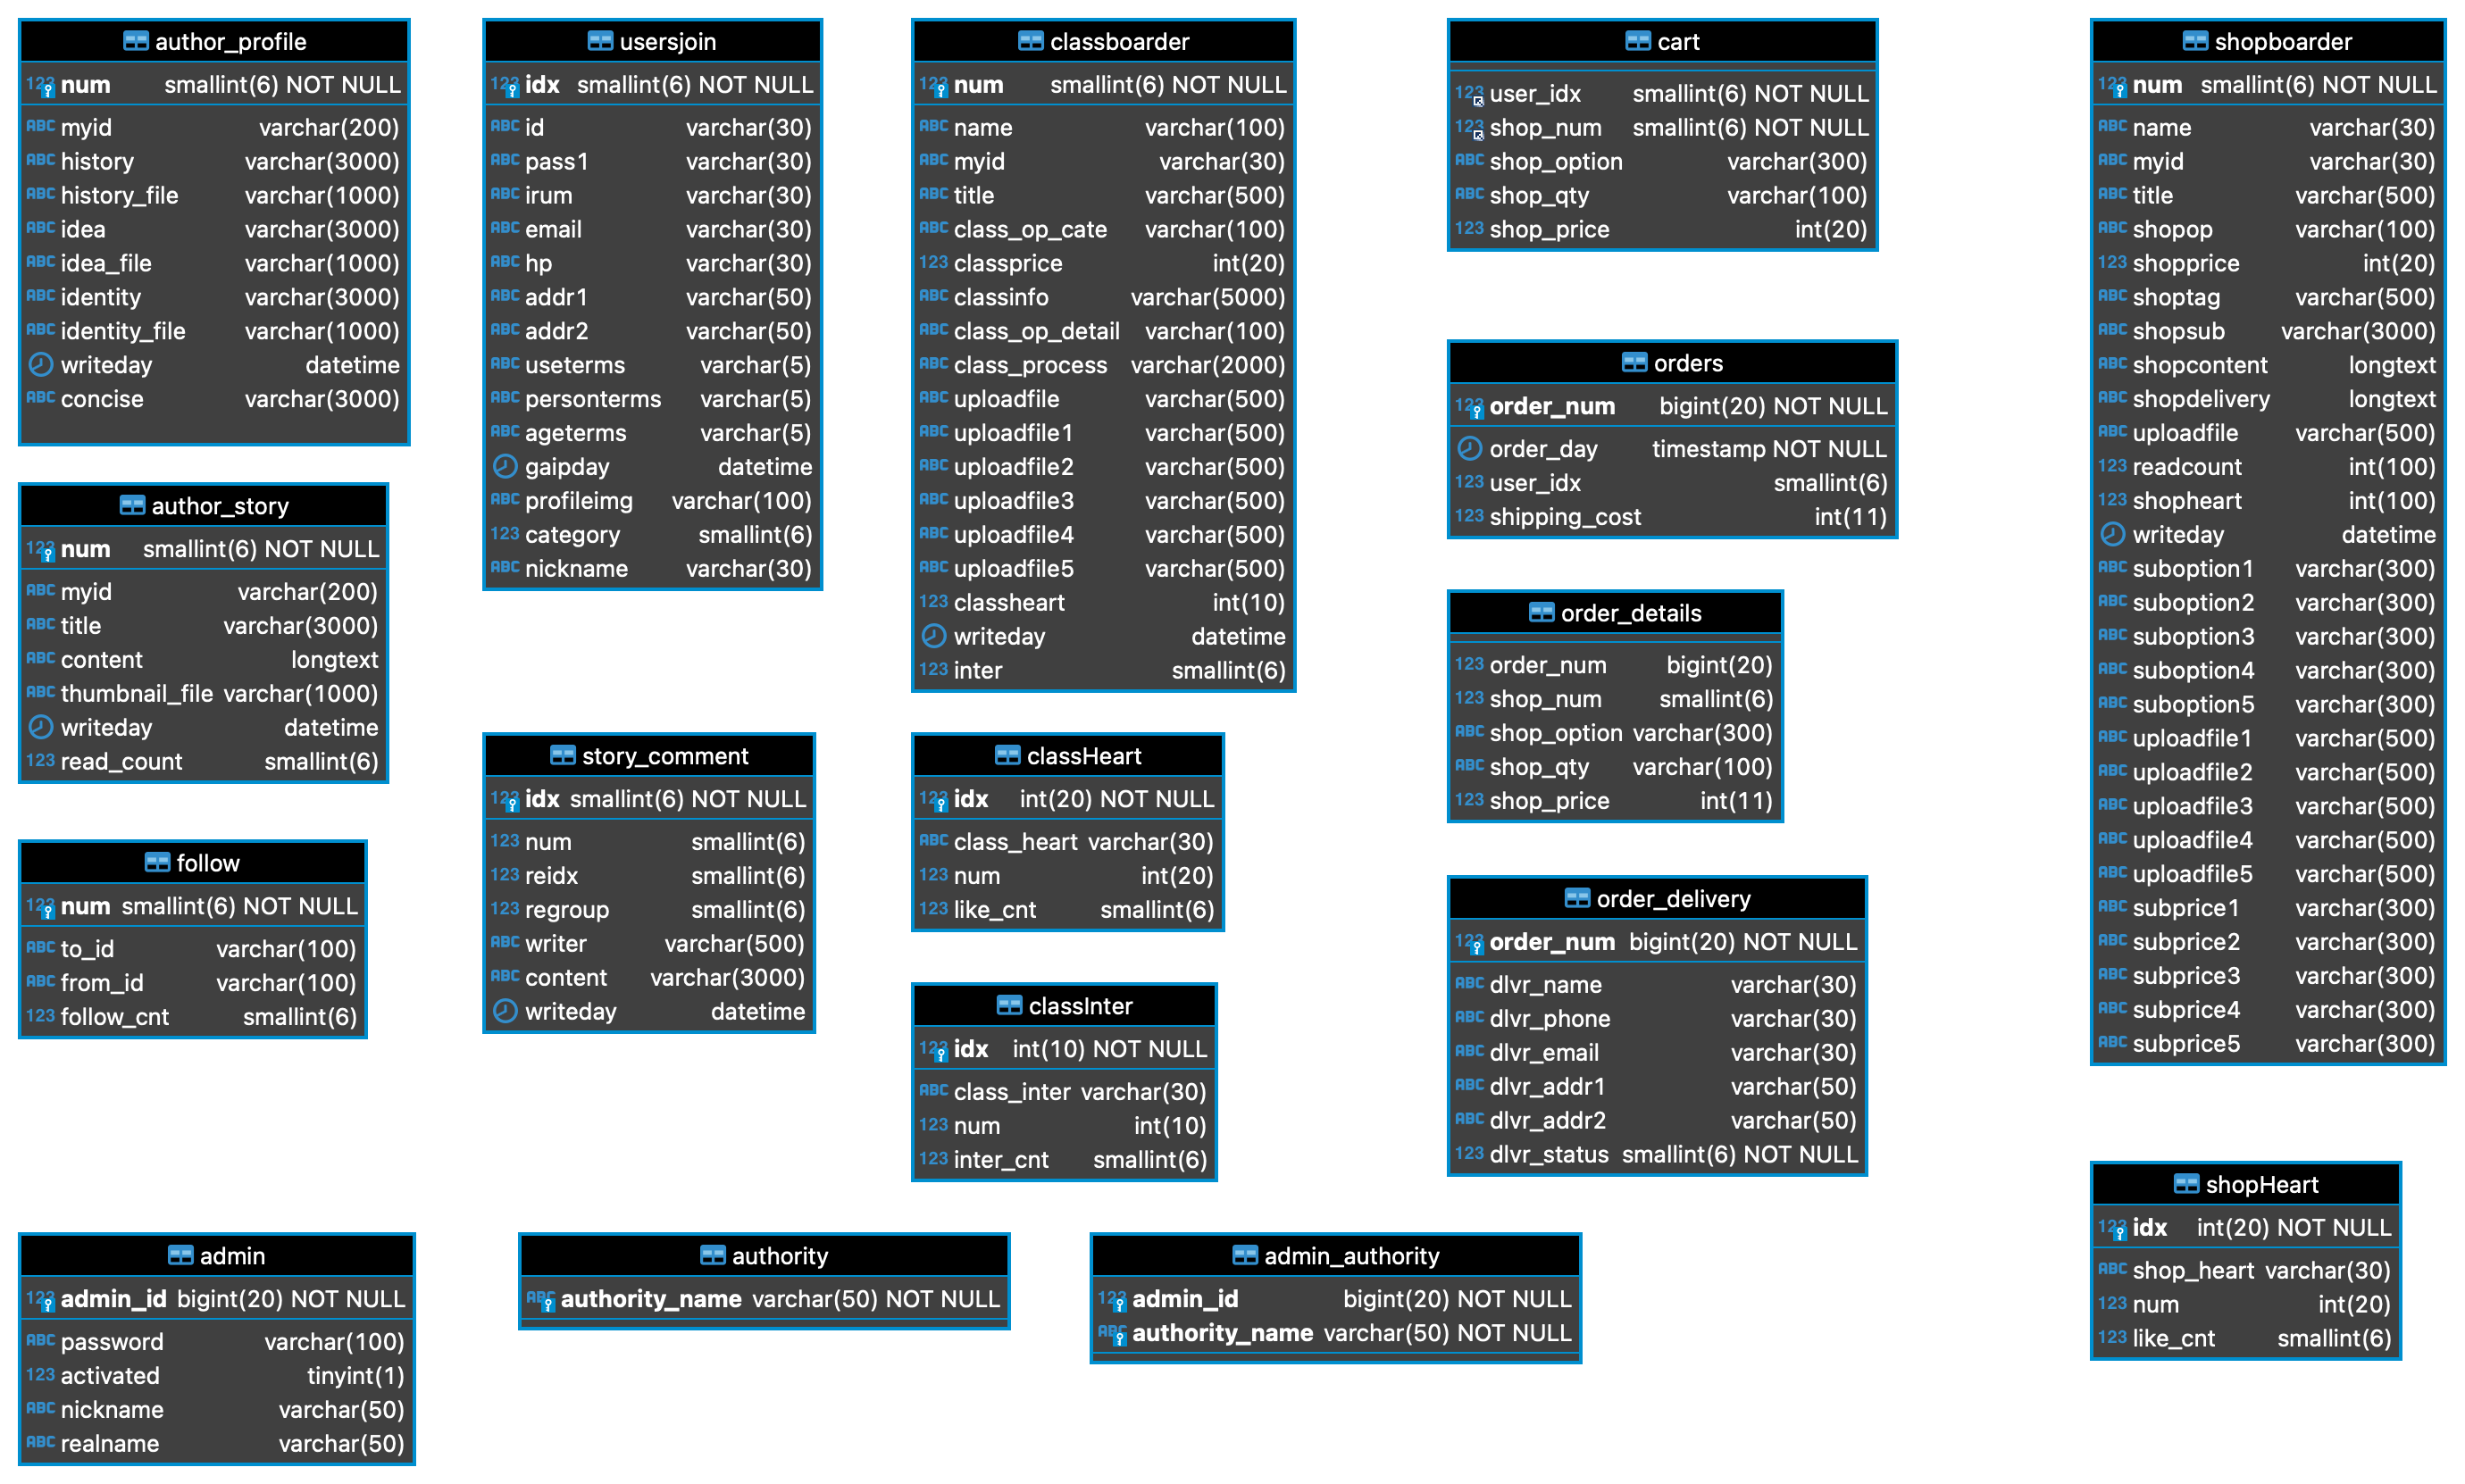 author_profile
num smallint(6) NOT NULL
myid varchar(200)
history varchar(3000)
history_file varchar(1000)
idea varchar(3000)
idea_file varchar(1000)
identity varchar(3000)
identity_file varchar(1000)
writeday datetime
concise varchar(3000)
author_story
num smallint(6) NOT NULL
myid varchar(200)
title varchar(3000)
content longtext
thumbnail_file varchar(1000)
writeday datetime
read_count smallint(6)
follow
num smallint(6) NOT NULL
to_id varchar(100)
from_id varchar(100)
follow_cnt smallint(6)
admin
admin_id bigint(20) NOT NULL
password varchar(100)
activated tinyint(1)
nickname varchar(50)
realname varchar(50)
usersjoin
idx smallint(6) NOT NULL
id varchar(30)
pass1 varchar(30)
irum varchar(30)
email varchar(30)
hp varchar(30)
addr1 varchar(50)
addr2 varchar(50)
useterms varchar(5)
personterms varchar(5)
ageterms varchar(5)
gaipday datetime
profileimg varchar(100)
category smallint(6)
nickname varchar(30)
story_comment
idx smallint(6) NOT NULL
num smallint(6)
reidx smallint(6)
regroup smallint(6)
writer varchar(500)
content varchar(3000)
writeday datetime
authority
authority_name varchar(50) NOT NULL
classboarder
num smallint(6) NOT NULL
name varchar(100)
myid varchar(30)
title varchar(500)
class_op_cate varchar(100)
classprice int(20)
classinfo varchar(5000)
class_op_detail varchar(100)
class_process varchar(2000)
uploadfile varchar(500)
uploadfile1 varchar(500)
uploadfile2 varchar(500)
uploadfile3 varchar(500)
uploadfile4 varchar(500)
uploadfile5 varchar(500)
classheart int(10)
writeday datetime
inter smallint(6)
classHeart
idx int(20) NOT NULL
class_heart varchar(30)
num int(20)
like_cnt smallint(6)
classInter
idx int(10) NOT NULL
class_inter varchar(30)
num int(10)
inter_cnt smallint(6)
admin_authority
admin_id bigint(20) NOT NULL
authority_name varchar(50) NOT NULL
cart
user_idx smallint(6) NOT NULL
shop_num smallint(6) NOT NULL
shop_option varchar(300)
shop_qty varchar(100)
shop_price int(20)
orders
order_num bigint(20) NOT NULL
order_day timestamp NOT NULL
user_idx smallint(6)
shipping_cost int(11)
order_details
order_num bigint(20)
shop_num smallint(6)
shop_option varchar(300)
shop_qty varchar(100)
shop_price int(11)
order_delivery
order_num bigint(20) NOT NULL
dlvr_name varchar(30)
dlvr_phone varchar(30)
dlvr_email varchar(30)
dlvr_addr1 varchar(50)
dlvr_addr2 varchar(50)
dlvr_status smallint(6) NOT NULL
shopboarder
num smallint(6) NOT NULL
name varchar(30)
myid varchar(30)
title varchar(500)
shopop varchar(100)
shopprice int(20)
shoptag varchar(500)
shopsub varchar(3000)
shopcontent longtext
shopdelivery longtext
uploadfile varchar(500)
readcount int(100)
shopheart int(100)
writeday datetime
suboption1 varchar(300)
suboption2 varchar(300)
suboption3 varchar(300)
suboption4 varchar(300)
suboption5 varchar(300)
uploadfile1 varchar(500)
uploadfile2 varchar(500)
uploadfile3 varchar(500)
uploadfile4 varchar(500)
uploadfile5 varchar(500)
subprice1 varchar(300)
subprice2 varchar(300)
subprice3 varchar(300)
subprice4 varchar(300)
subprice5 varchar(300)
shopHeart
idx int(20) NOT NULL
shop_heart varchar(30)
num int(20)
like_cnt smallint(6)